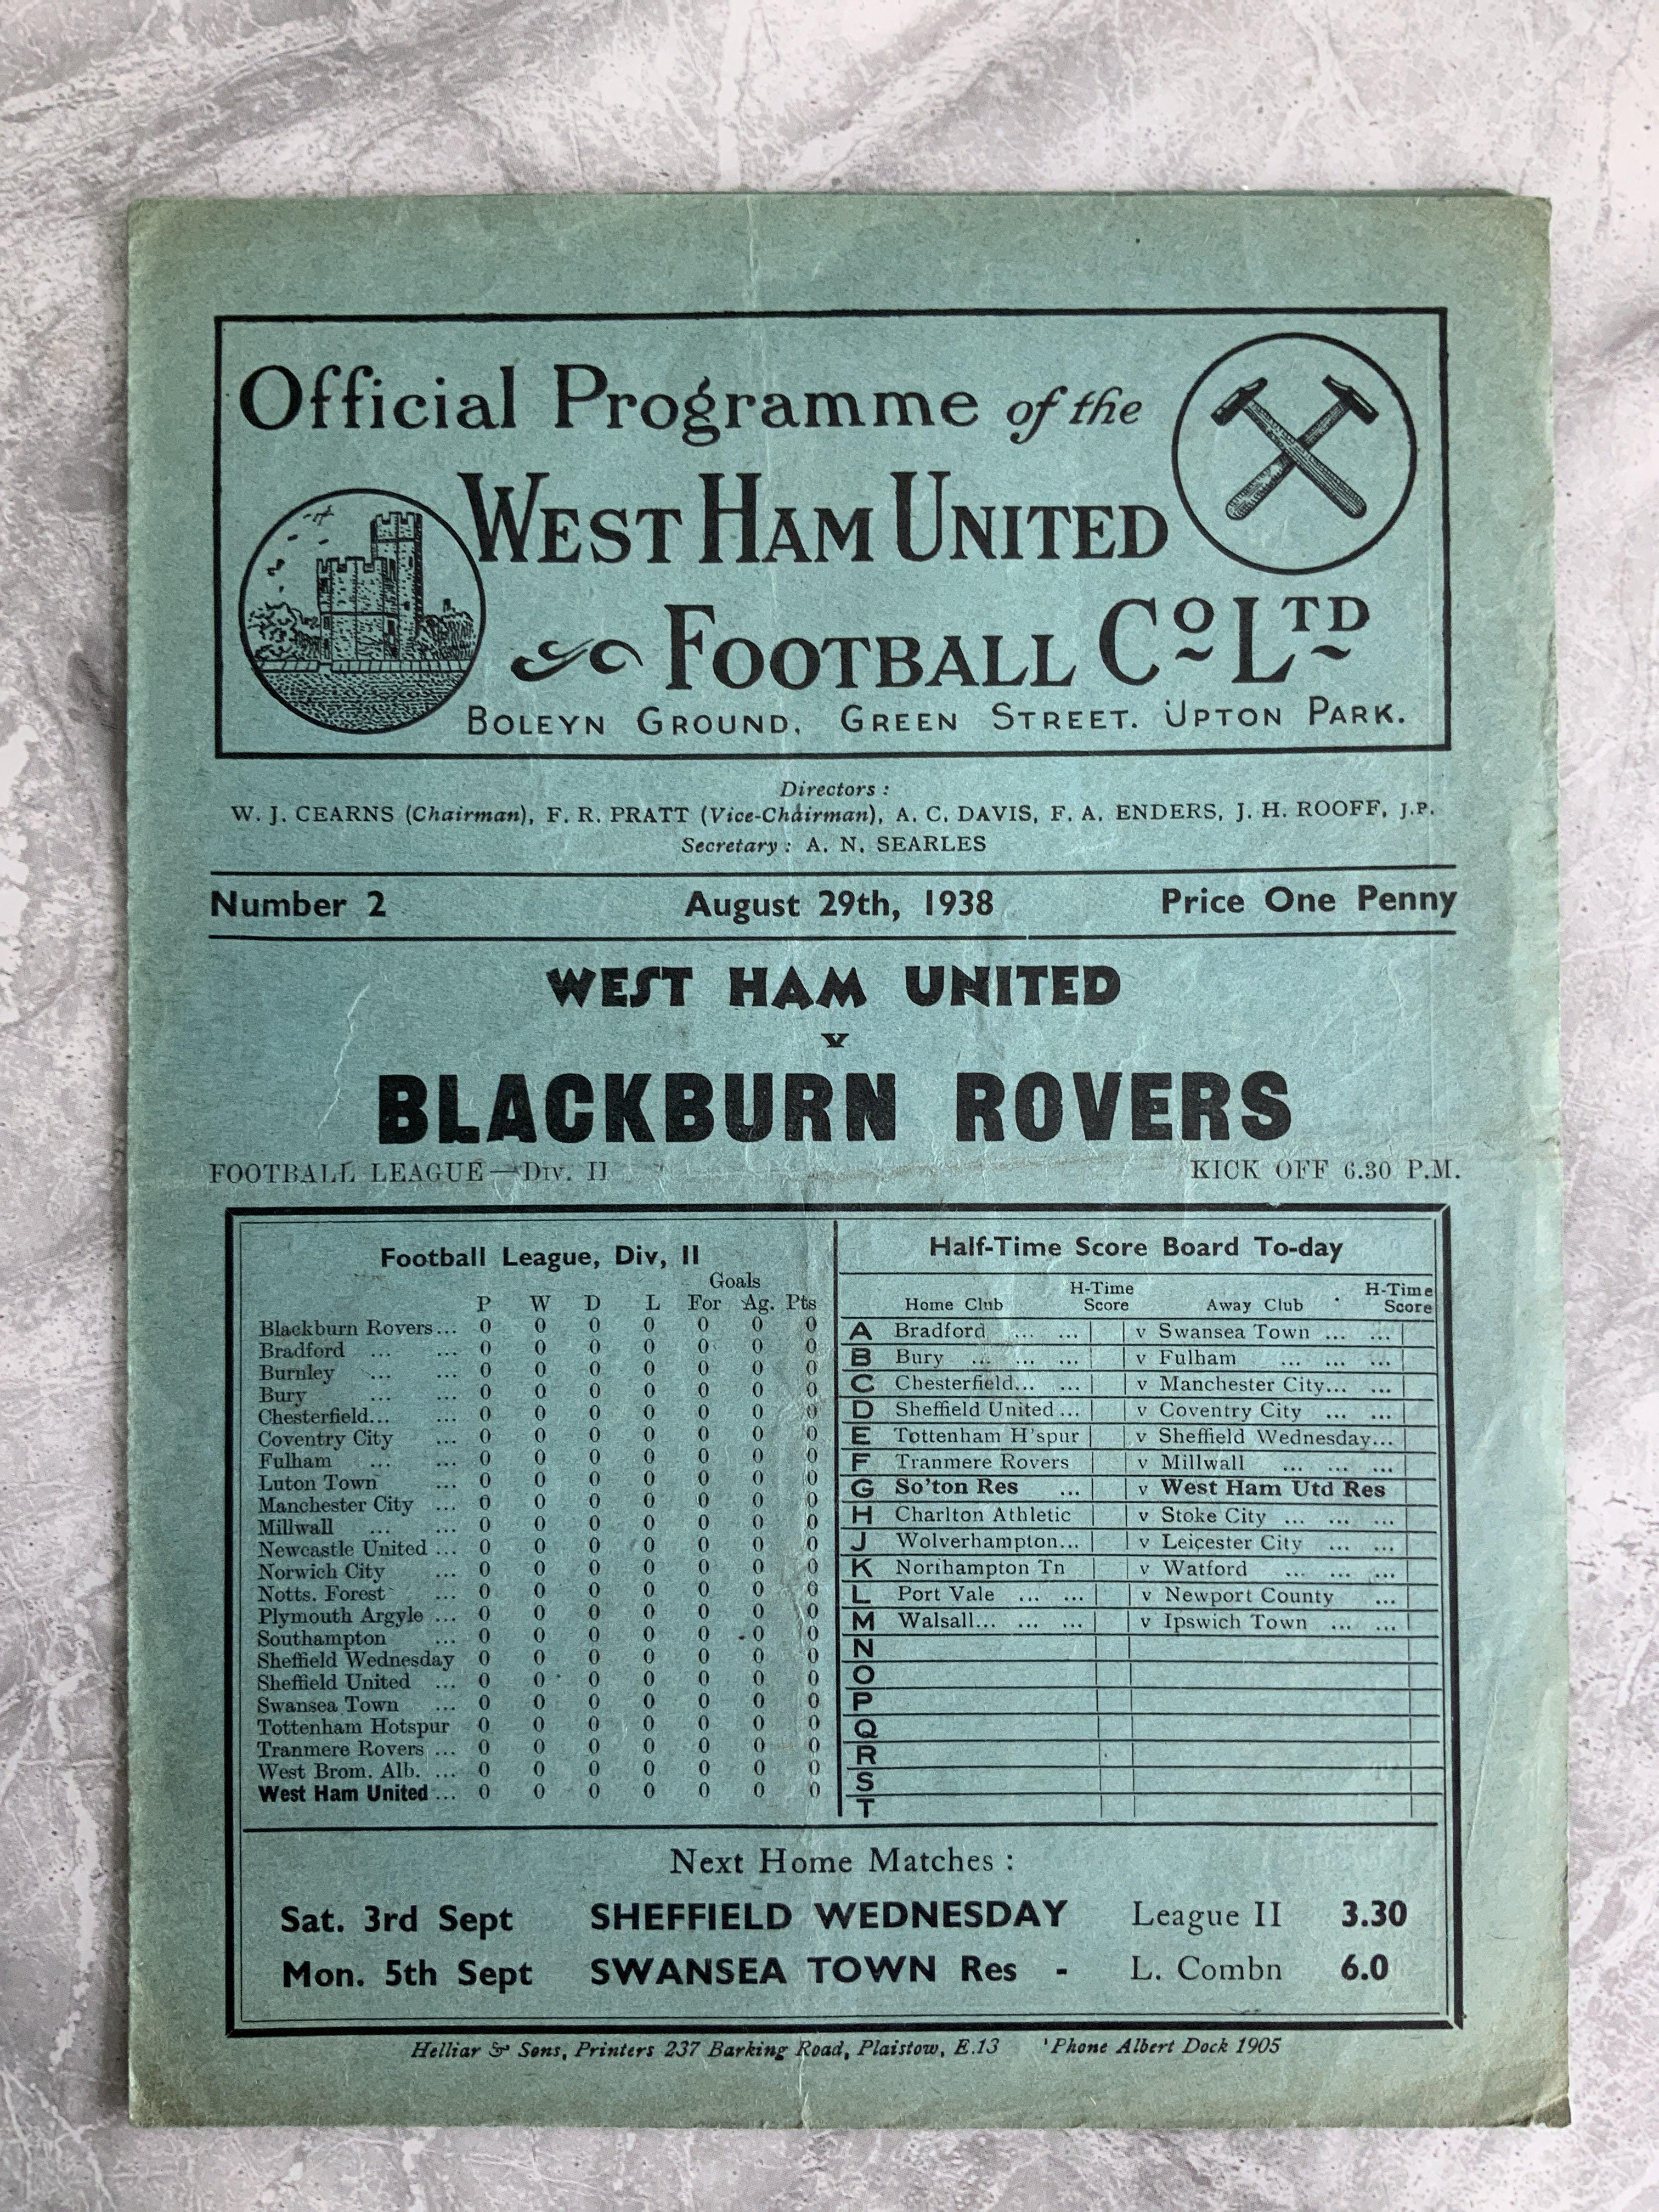 Official Programme of the
WEST HAM UNITED
FOOTBALL CO LTD
BOLEYN GROUND, GREEN STREET. UPTON PARK.
Directors :
W. J. CEARNS (Chairman), F. R. PRATT (Vice-Chairman), A. C. DAVIS, F. A. ENDERS, J. H. ROOFF, J.P.
Secretary : A. N. SEARLES
Number 2 August 29th, 1938 Price One Penny
WEST HAM UNITED
v
BLACKBURN ROVERS
FOOTBALL LEAGUE—Div. II KICK OFF 6.30 P.M.
Football League, Div, II
Goals
P W D L For Ag. Pts
Blackburn Rovers... 0 0 0 0 0 0 0
Bradford ... ... 0 0 0 0 0 0 0
Burnley ... ... 0 0 0 0 0 0 0
Bury ... ... 0 0 0 0 0 0 0
Chesterfield... ... 0 0 0 0 0 0 0
Coventry City ... 0 0 0 0 0 0 0
Fulham ... ... 0 0 0 0 0 0 0
Luton Town ... 0 0 0 0 0 0 0
Manchester City ... 0 0 0 0 0 0 0
Millwall ... ... 0 0 0 0 0 0 0
Newcastle United ... 0 0 0 0 0 0 0
Norwich City ... 0 0 0 0 0 0 0
Notts. Forest ... 0 0 0 0 0 0 0
Plymouth Argyle ... 0 0 0 0 0 0 0
Southampton ... 0 0 0 0 0 0 0
Sheffield Wednesday 0 0 0 0 0 0 0
Sheffield United ... 0 0 0 0 0 0 0
Swansea Town ... 0 0 0 0 0 0 0
Tottenham Hotspur 0 0 0 0 0 0 0
Tranmere Rovers ... 0 0 0 0 0 0 0
West Brom. Alb. ... 0 0 0 0 0 0 0
West Ham United ... 0 0 0 0 0 0 0
Half-Time Score Board To-day
Home Club H-Time Score Away Club H-Time Score
A Bradford ... ... v Swansea Town ... ...
B Bury ... ... ... v Fulham ... ... ...
C Chesterfield... ... v Manchester City... ...
D Sheffield United ... v Coventry City ... ...
E Tottenham H'spur v Sheffield Wednesday...
F Tranmere Rovers v Millwall ... ... ...
G So'ton Res ... v West Ham Utd Res
H Charlton Athletic v Stoke City ... ... ...
J Wolverhampton... v Leicester City ... ...
K Northampton Tn v Watford ... ... ...
L Port Vale ... ... v Newport County ...
M Walsall... ... ... v Ipswich Town ... ...
N
O
P
Q
R
S
T
Next Home Matches :
Sat. 3rd Sept SHEFFIELD WEDNESDAY League II 3.30
Mon. 5th Sept SWANSEA TOWN Res - L. Combn 6.0
Helliar & Sons, Printers 237 Barking Road, Plaistow, E.13 'Phone Albert Dock 1905